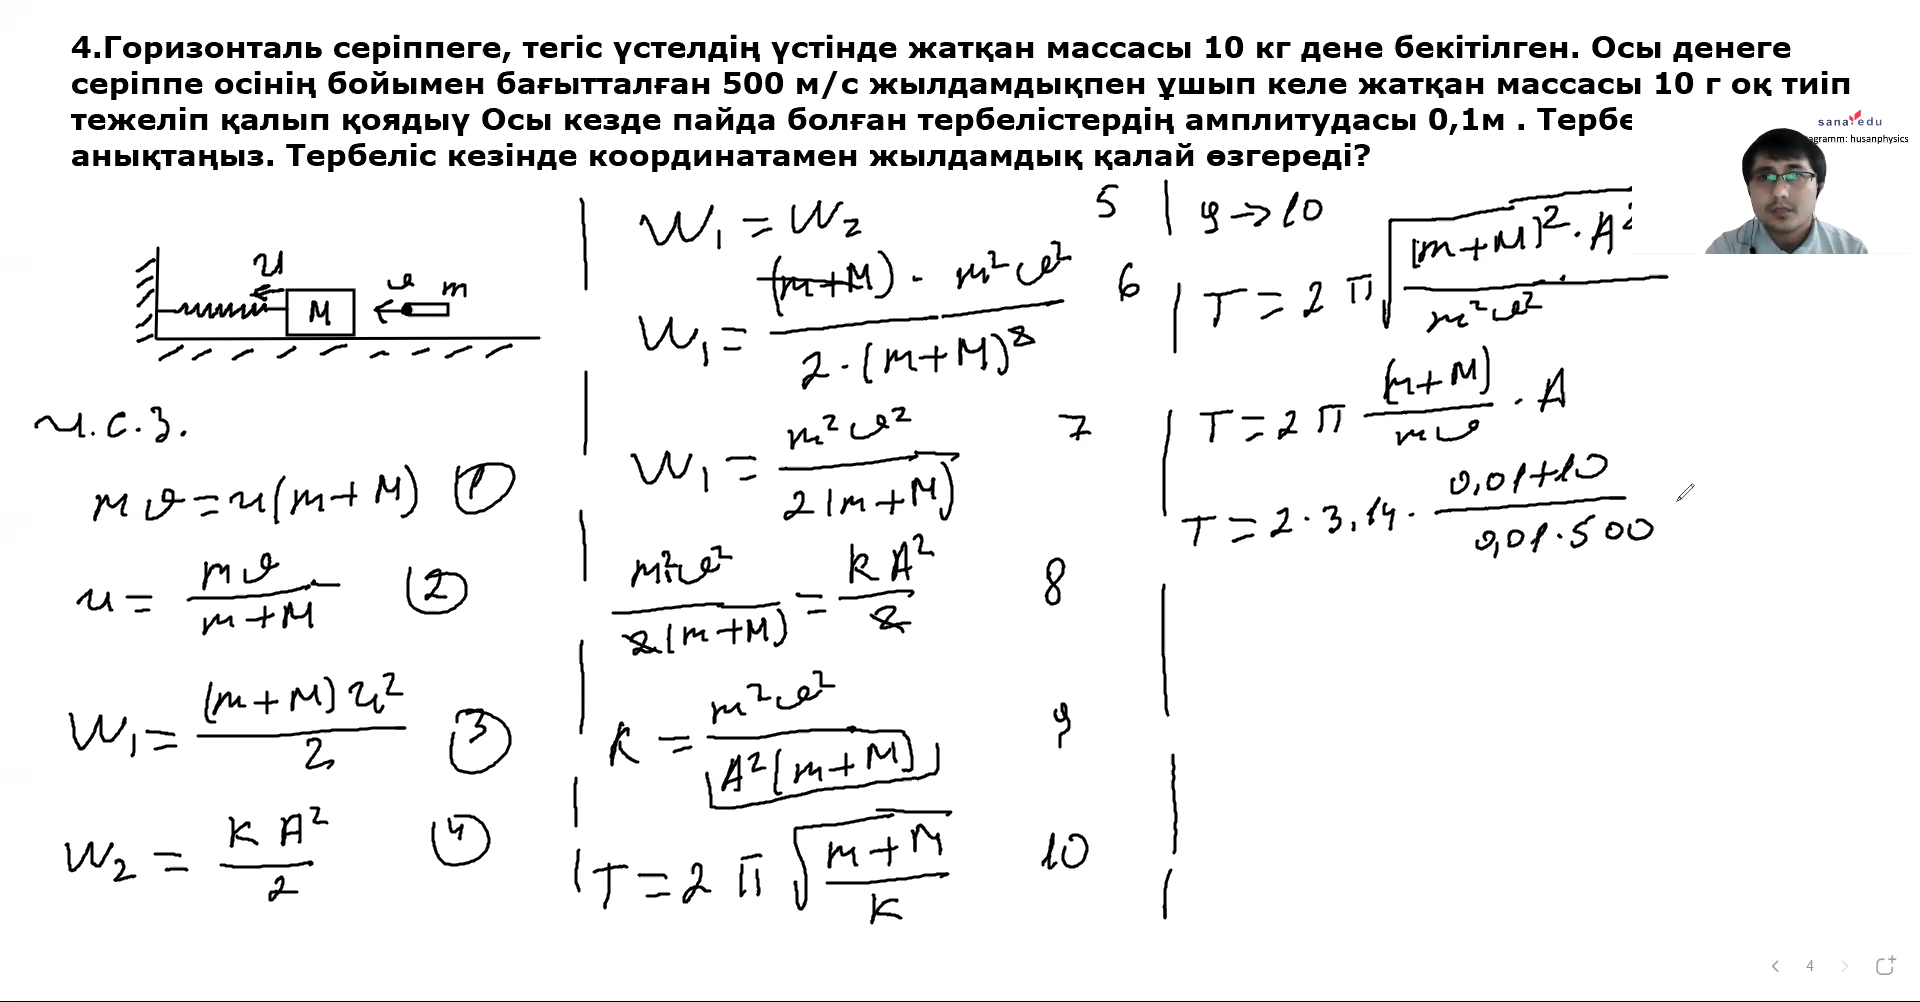 4.Горизонталь серіппеге, тегіс үстелдің үстінде жатқан массасы 10 кг дене бекітілген. Осы денеге
серіппе осінің бойымен бағытталған 500 м/с жылдамдықпен ұшып келе жатқан массасы 10 г оқ тиіп
тежеліп қалып қоядыү Осы кезде пайда болған тербелістердің амплитудасы 0,1м . Тербе
анықтаңыз. Тербеліс кезінде координатамен жылдамдық қалай өзгереді?
sana.edu
agramm: husanphysics
u
M
v m
И.С.З.
mv = u(m+M) 1
u = mv / m+M 2
W₁ = (m+M)u² / 2 3
W₂ = kA² / 2 4
W₁ = W₂ 5
W₁ = (m+M) · m²v² / 2·(m+M)² 6
W₁ = m²v² / 2(m+M) 7
m²v² / 2(m+M) = kA² / 2 8
k = m²v² / A²(m+M) 9
T = 2π √ m+M / k 10
9 → 10
T = 2π √ (m+M)² · A² / m²v²
T = 2π (m+M) / mv · A
T = 2 · 3,14 · 0,01+10 / 0,01·500
4